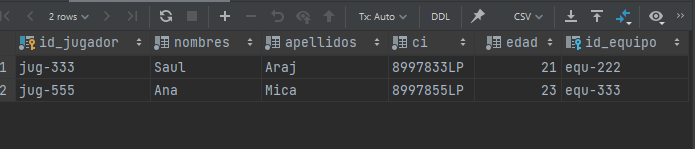 2 rows Tx: Auto DDL CSV
id_jugador nombres apellidos ci edad id_equipo
1 jug-333 Saul Araj 8997833LP 21 equ-222
2 jug-555 Ana Mica 8997855LP 23 equ-333